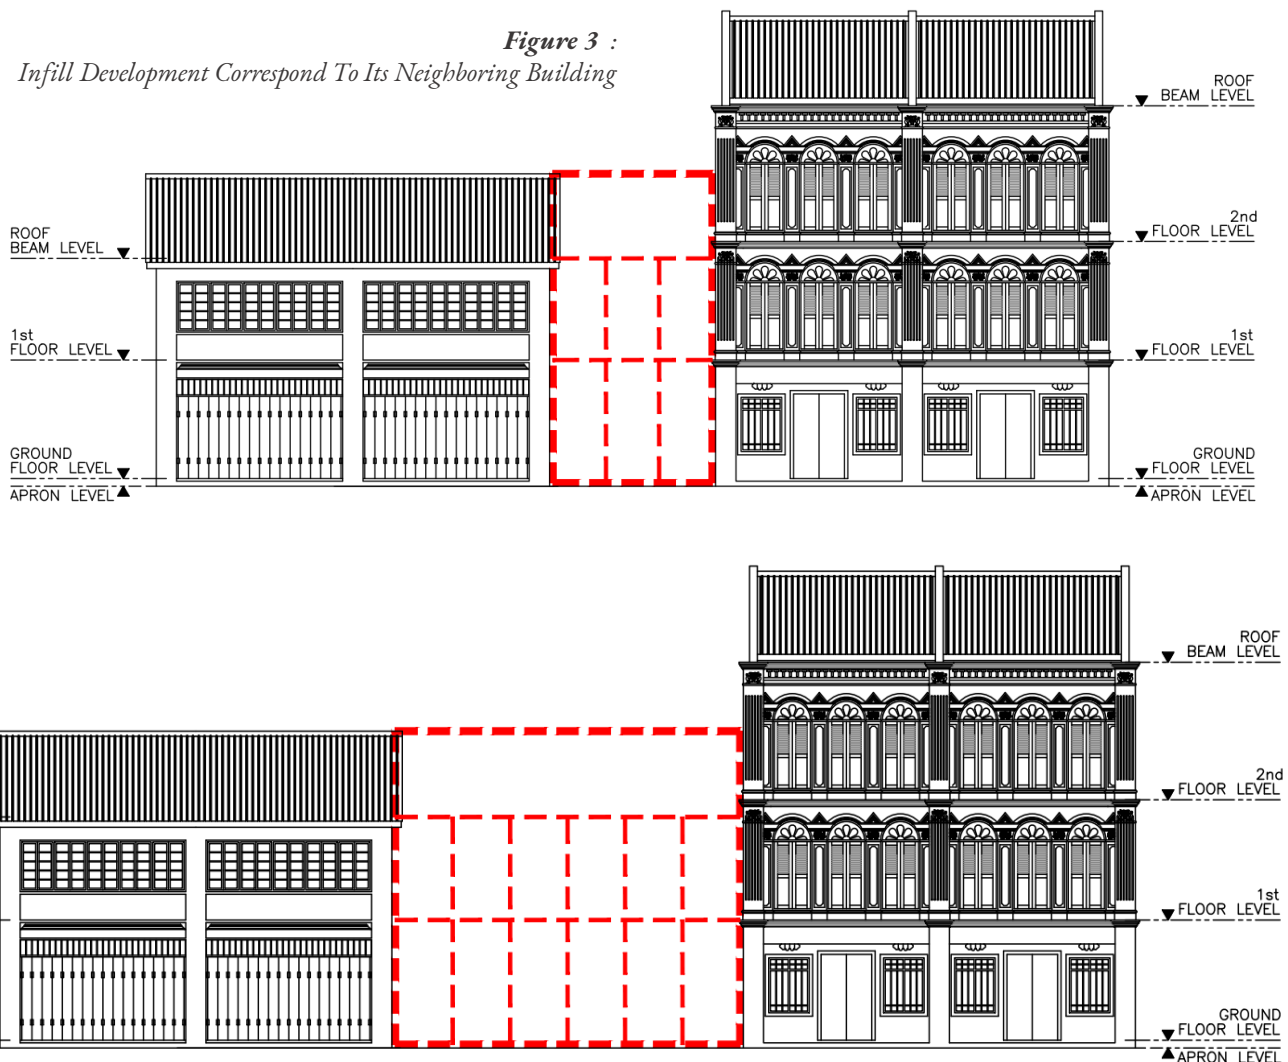 Figure 3 :
Infill Development Correspond To Its Neighboring Building
ROOF
BEAM LEVEL
2nd
FLOOR LEVEL
ROOF
BEAM LEVEL
1st
FLOOR LEVEL
1st
FLOOR LEVEL
GROUND
FLOOR LEVEL
APRON LEVEL
GROUND
FLOOR LEVEL
APRON LEVEL
ROOF
BEAM LEVEL
2nd
FLOOR LEVEL
1st
FLOOR LEVEL
GROUND
FLOOR LEVEL
APRON LEVEL